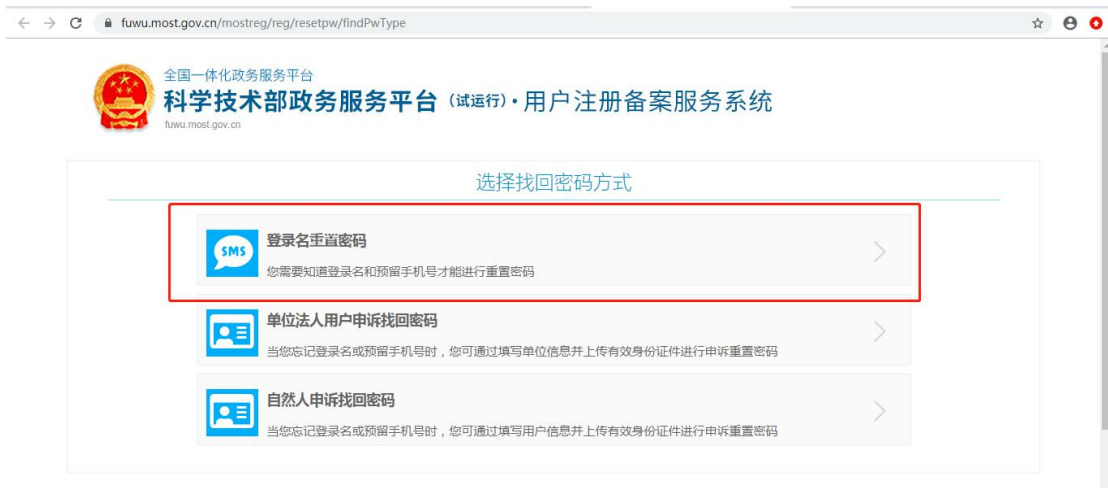 fuwu.most.gov.cn/mostreg/reg/resetpw/findPwType
全国一体化政务服务平台
科学技术部政务服务平台（试运行）·用户注册备案服务系统
fuwu.most.gov.cn
选择找回密码方式
SMS
登录名重置密码
您需要知道登录名和预留手机号才能进行重置密码
单位法人用户申诉找回密码
当您忘记登录名或预留手机号时，您可通过填写单位信息并上传有效身份证件进行申诉重置密码
自然人申诉找回密码
当您忘记登录名或预留手机号时，您可通过填写用户信息并上传有效身份证件进行申诉重置密码